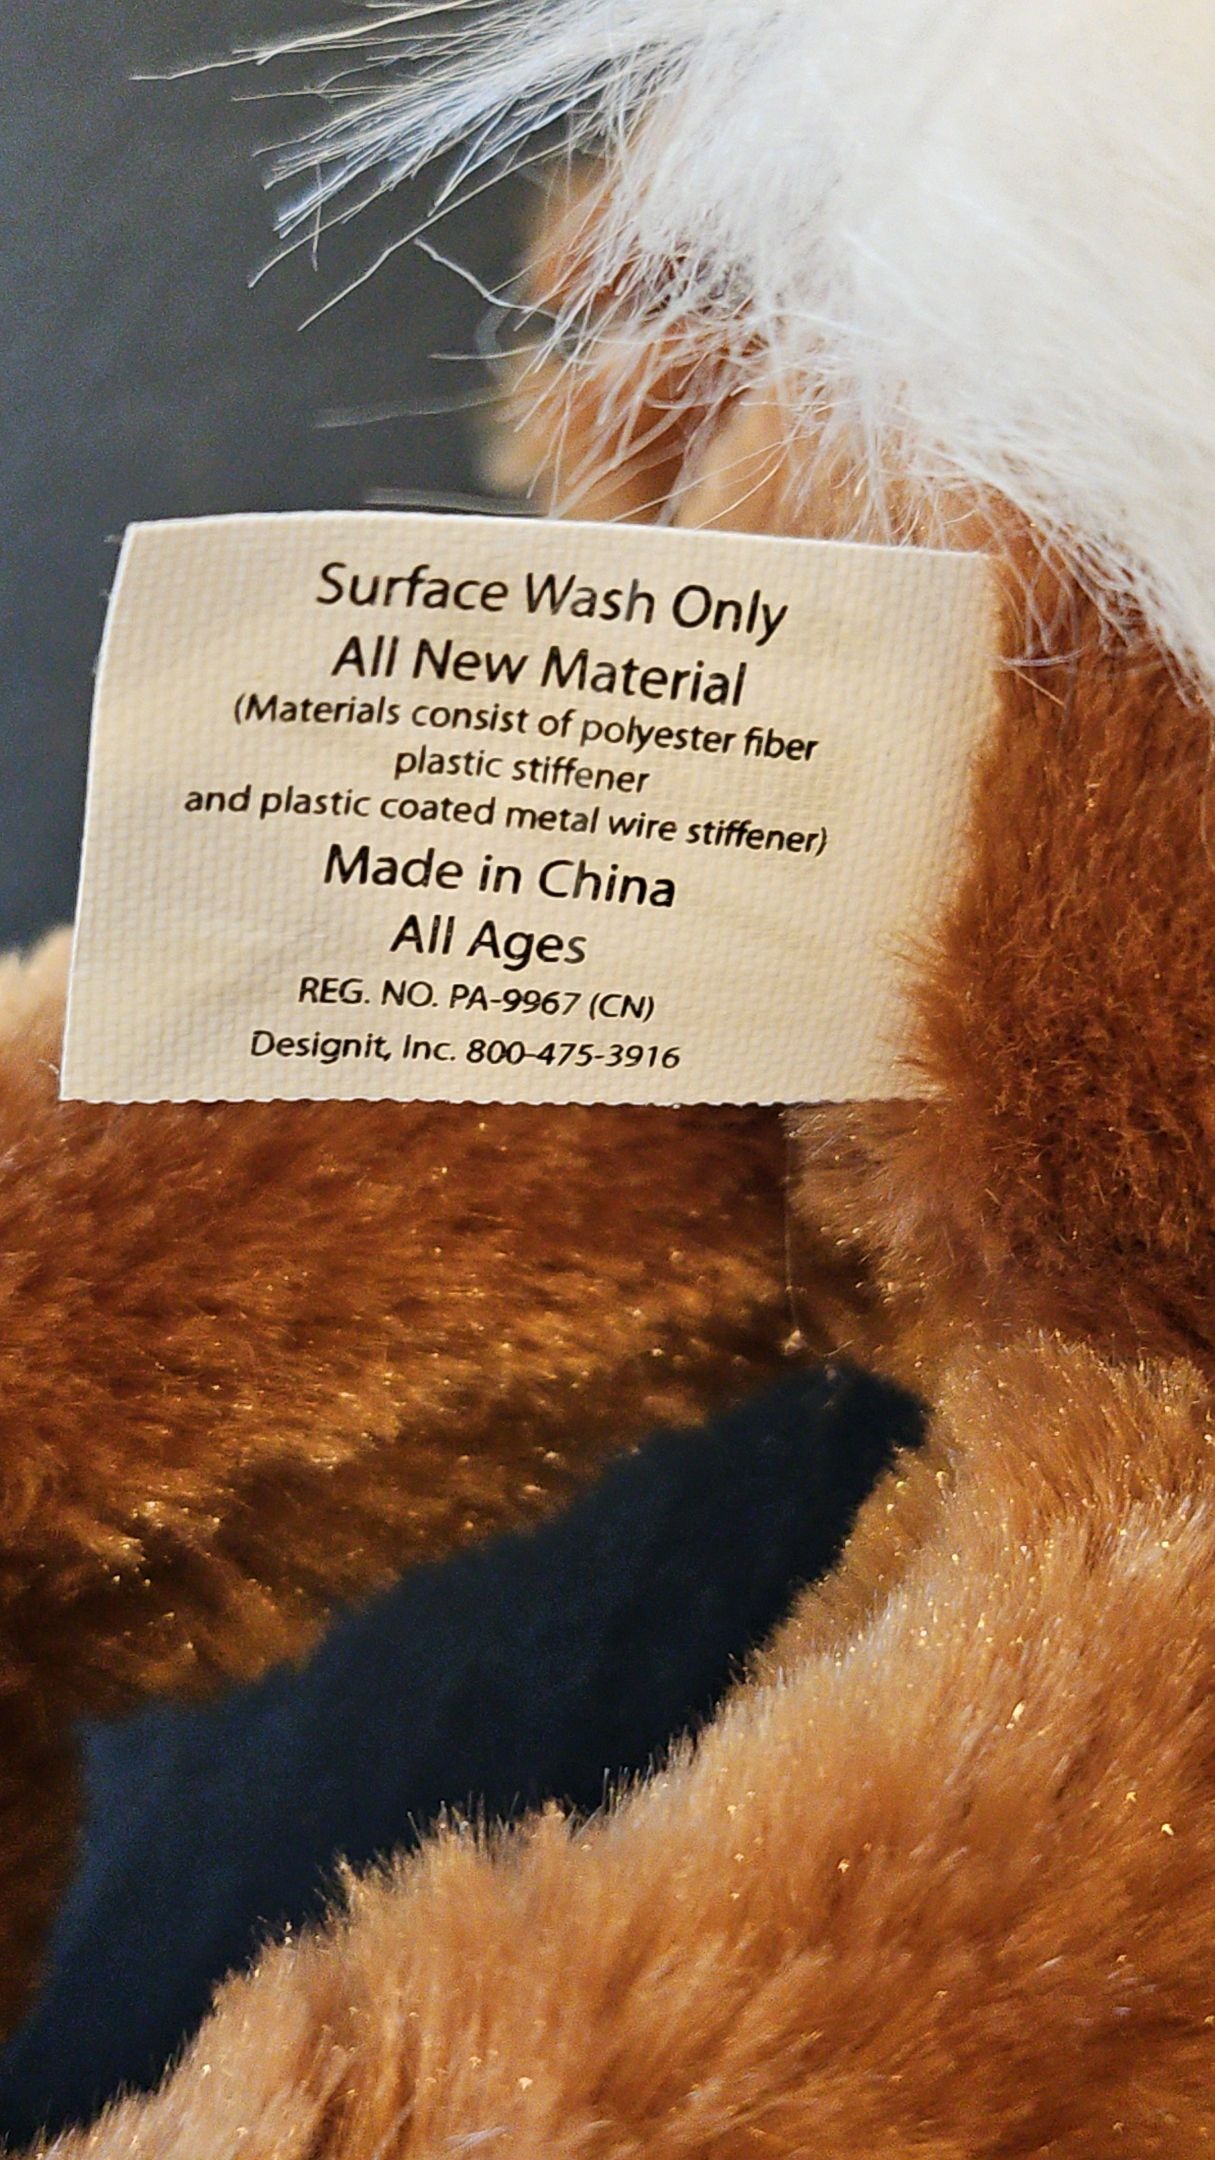 Surface Wash Only
All New Material
(Materials consist of polyester fiber
plastic stiffener
and plastic coated metal wire stiffener)
Made in China
All Ages
REG. NO. PA-9967 (CN)
Designit, Inc. 800-475-3916